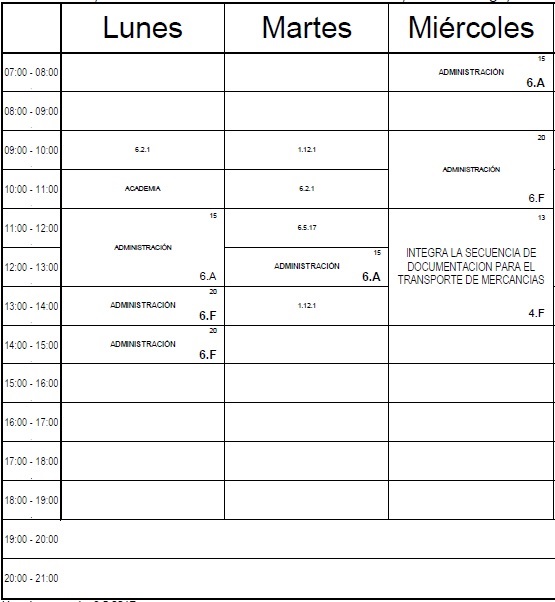 Lunes Martes Miércoles
07:00 - 08:00 ADMINISTRACIÓN 15 6.A
08:00 - 09:00
09:00 - 10:00 6.2.1 1.12.1 20
ADMINISTRACIÓN
10:00 - 11:00 ACADEMIA 6.2.1 6.F
11:00 - 12:00 15 6.5.17 13
ADMINISTRACIÓN INTEGRA LA SECUENCIA DE
12:00 - 13:00 6.A ADMINISTRACIÓN 15 6.A DOCUMENTACION PARA EL
TRANSPORTE DE MERCANCIAS
13:00 - 14:00 ADMINISTRACIÓN 20 6.F 1.12.1 4.F
14:00 - 15:00 ADMINISTRACIÓN 20 6.F
15:00 - 16:00
16:00 - 17:00
17:00 - 18:00
18:00 - 19:00
19:00 - 20:00
20:00 - 21:00